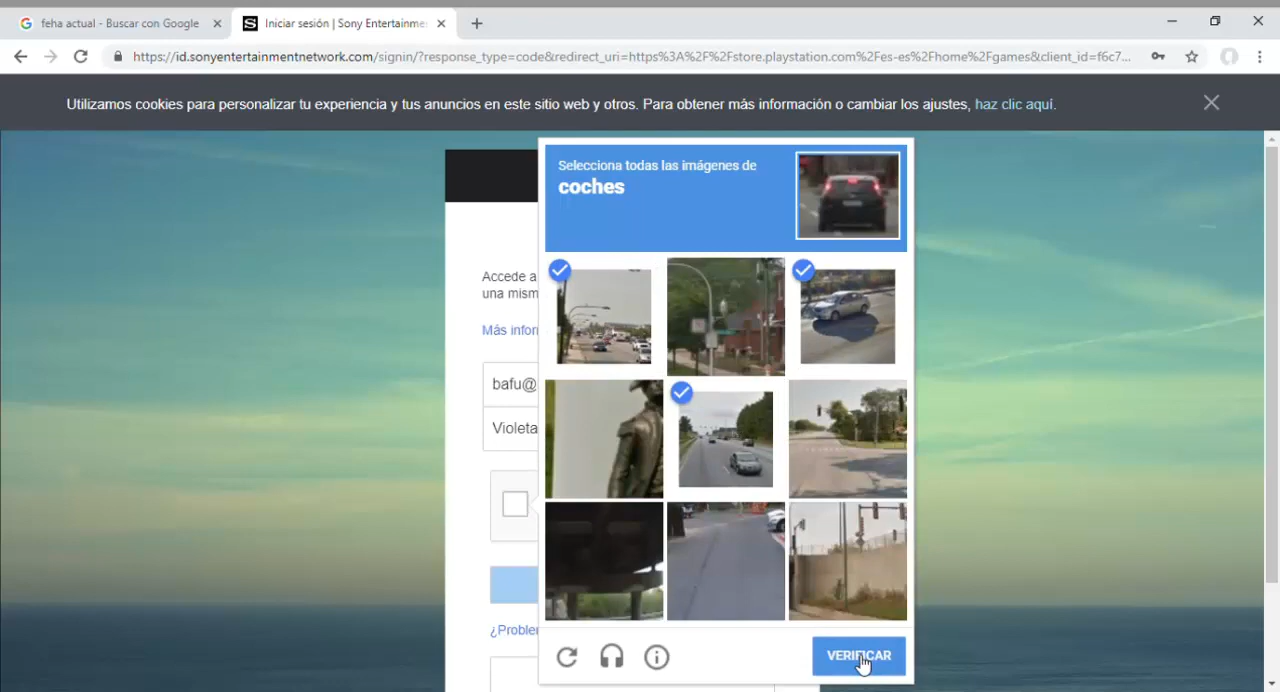 feha actual - Buscar con Google
Iniciar sesión | Sony Entertainme
https://id.sonyentertainmentnetwork.com/signin/?response_type=code&redirect_uri=https%3A%2F%2Fstore.playstation.com%2Fes-es%2Fhome%2Fgames&client_id=f6c7...
Utilizamos cookies para personalizar tu experiencia y tus anuncios en este sitio web y otros. Para obtener más información o cambiar los ajustes, haz clic aquí.
Selecciona todas las imágenes de
coches
Accede a
una mism
Más infor
bafu@
Violeta
¿Probler
VERIFICAR